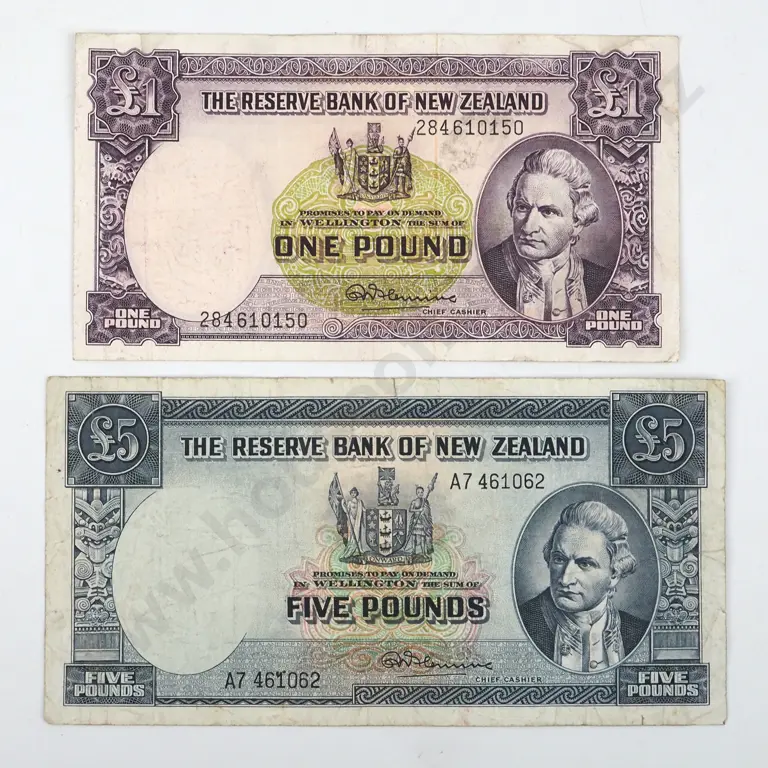 £1 £1
THE RESERVE BANK OF NEW ZEALAND
284610150
PROMISES TO PAY ON DEMAND
IN WELLINGTON THE SUM OF
ONE POUND
CHIEF CASHIER
284610150
ONE
POUND
ONE
POUND
£5 £5
THE RESERVE BANK OF NEW ZEALAND
A7 461062
ONWARD
PROMISES TO PAY ON DEMAND
IN WELLINGTON THE SUM OF
FIVE POUNDS
CHIEF CASHIER
A7 461062
FIVE
POUNDS
FIVE
POUNDS